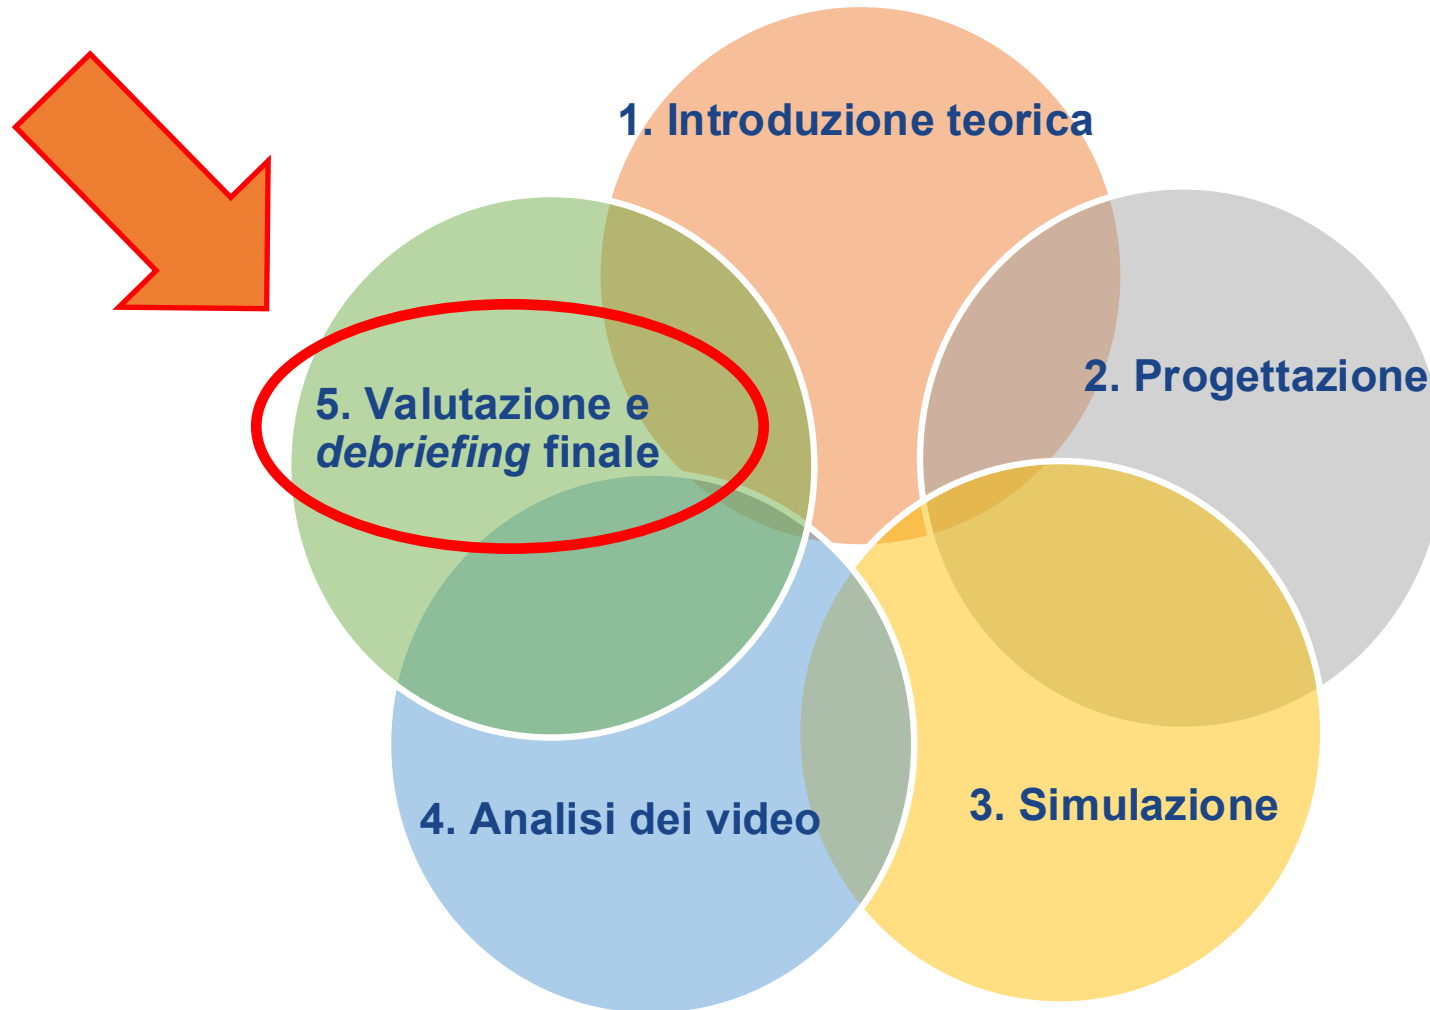 1. Introduzione teorica
2. Progettazione
3. Simulazione
4. Analisi dei video
5. Valutazione e
debriefing finale